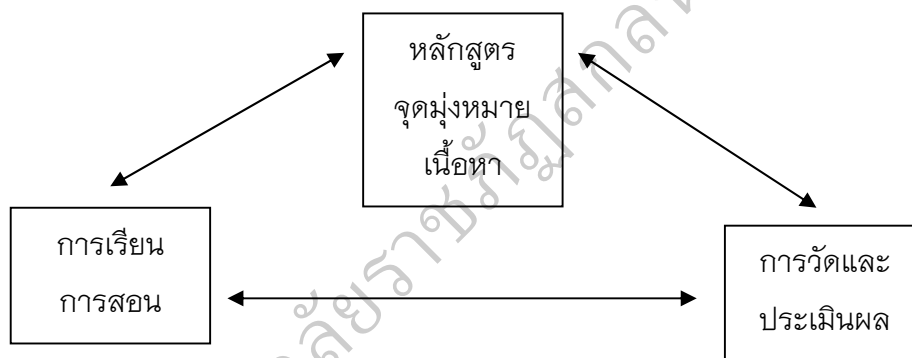 หลักสูตร
จุดมุ่งหมาย
เนื้อหา
การเรียน
การสอน
การวัดและ
ประเมินผล